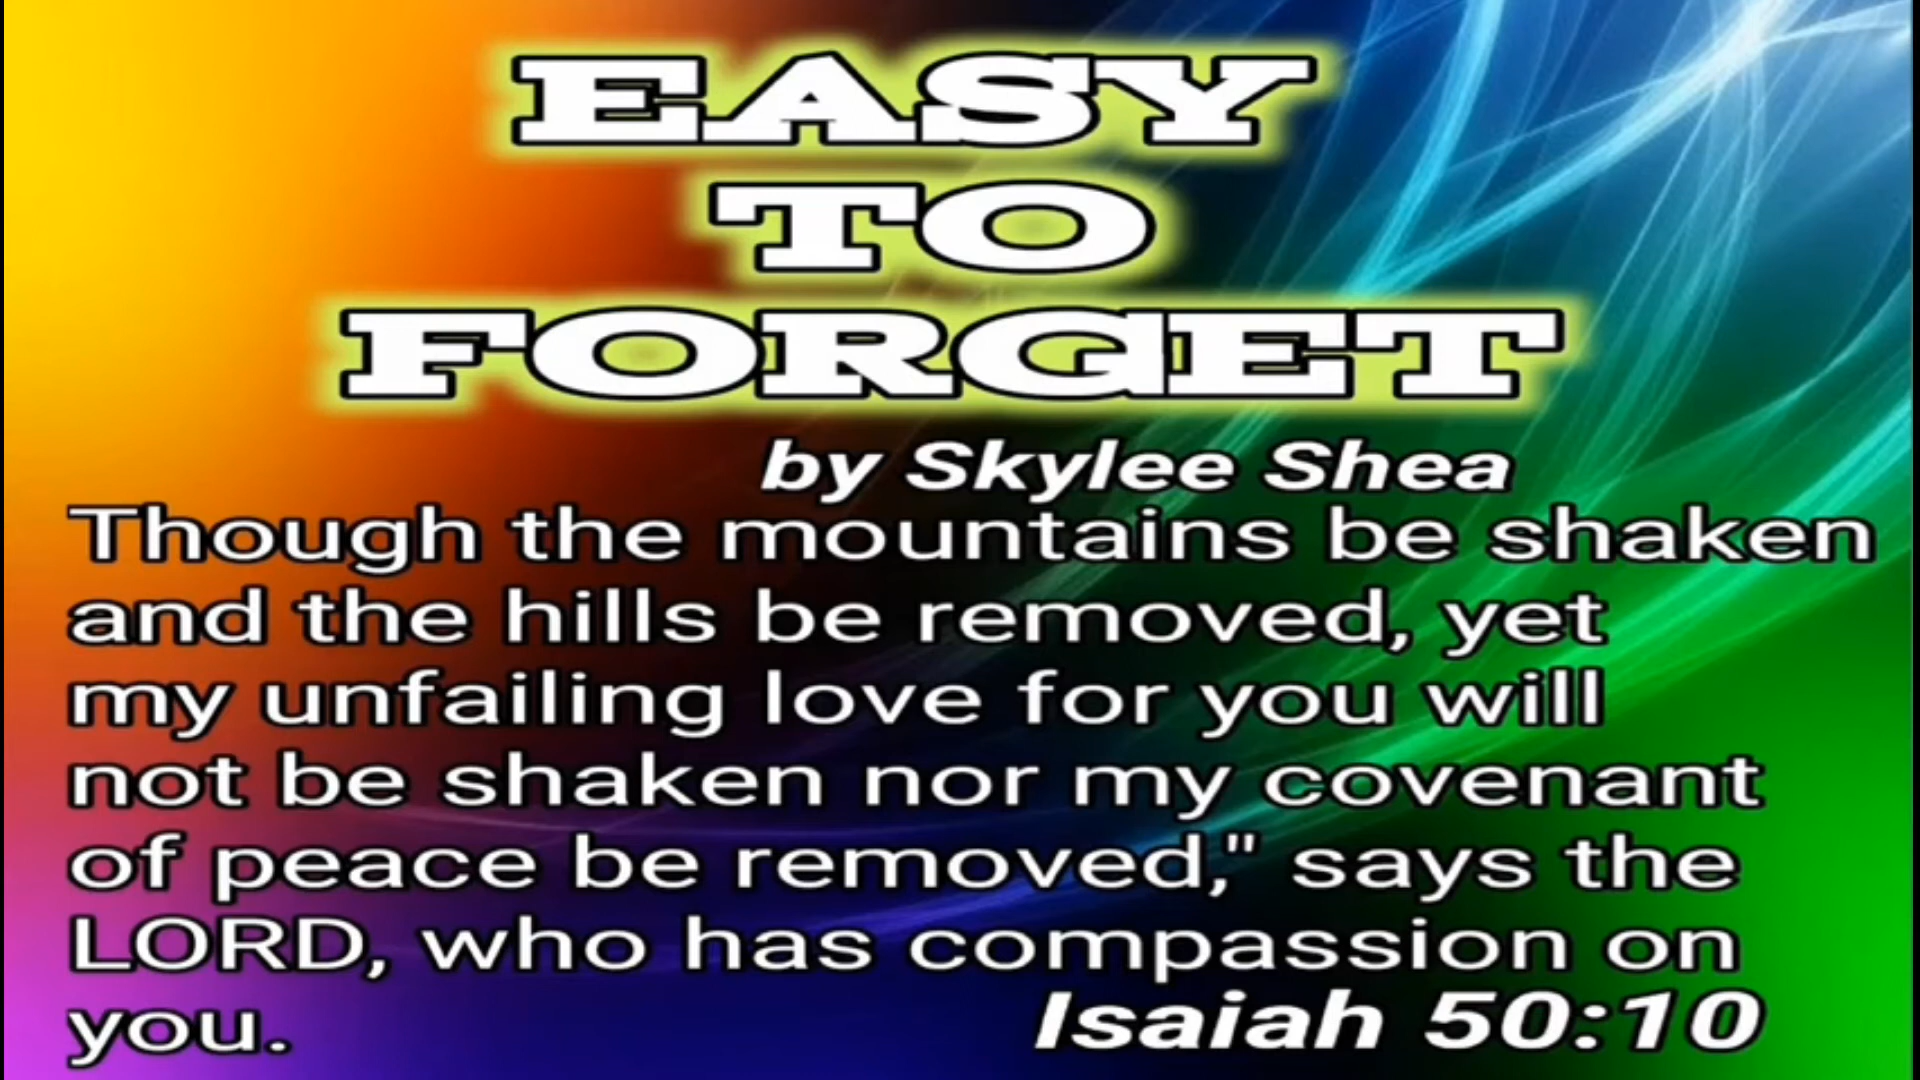 EASY
TO
FORGET
by Skylee Shea
Though the mountains be shaken
and the hills be removed, yet
my unfailing love for you will
not be shaken nor my covenant
of peace be removed," says the
LORD, who has compassion on
you.
Isaiah 50:10